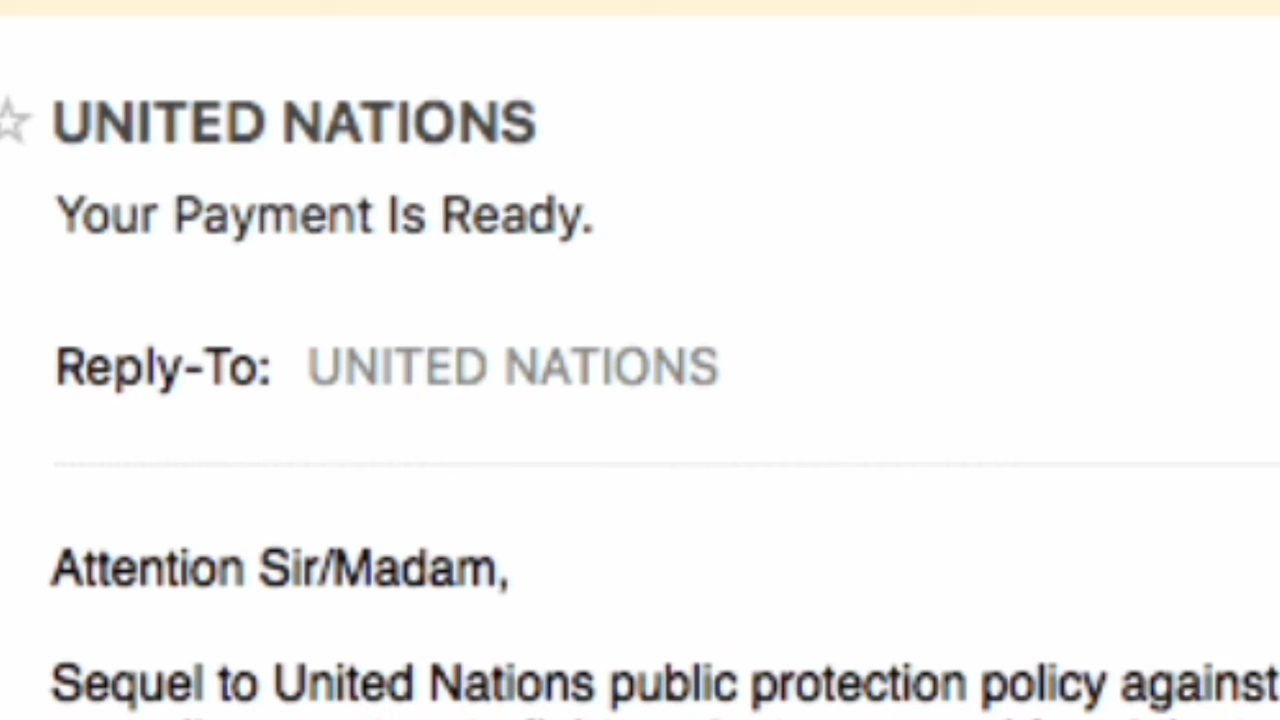 UNITED NATIONS
Your Payment Is Ready.
Reply-To: UNITED NATIONS
Attention Sir/Madam,
Sequel to United Nations public protection policy against